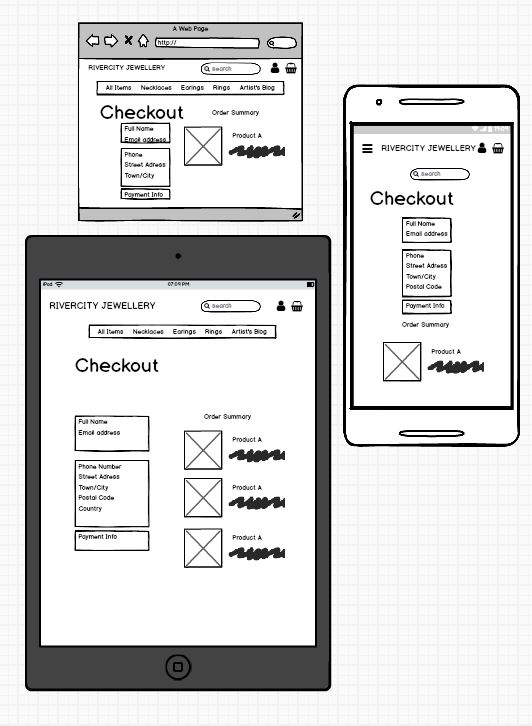 A Web Page
http://
RIVERCITY JEWELLERY
search
All Items Necklaces Earings Rings Artist's Blog
Checkout
Order Summary
Full Name
Email address
Product A
Phone
Street Adress
Town/City
Payment Info
RIVERCITY JEWELLERY
search
Checkout
Full Name
Email address
Phone
Street Adress
Town/City
Postal Code
Payment Info
Order Summary
Product A
iPad 07:09 PM
RIVERCITY JEWELLERY
search
All Items Necklaces Earings Rings Artist's Blog
Checkout
Order Summary
Full Name
Email address
Product A
Phone Number
Street Adress
Town/City
Postal Code
Country
Product A
Payment Info
Product A